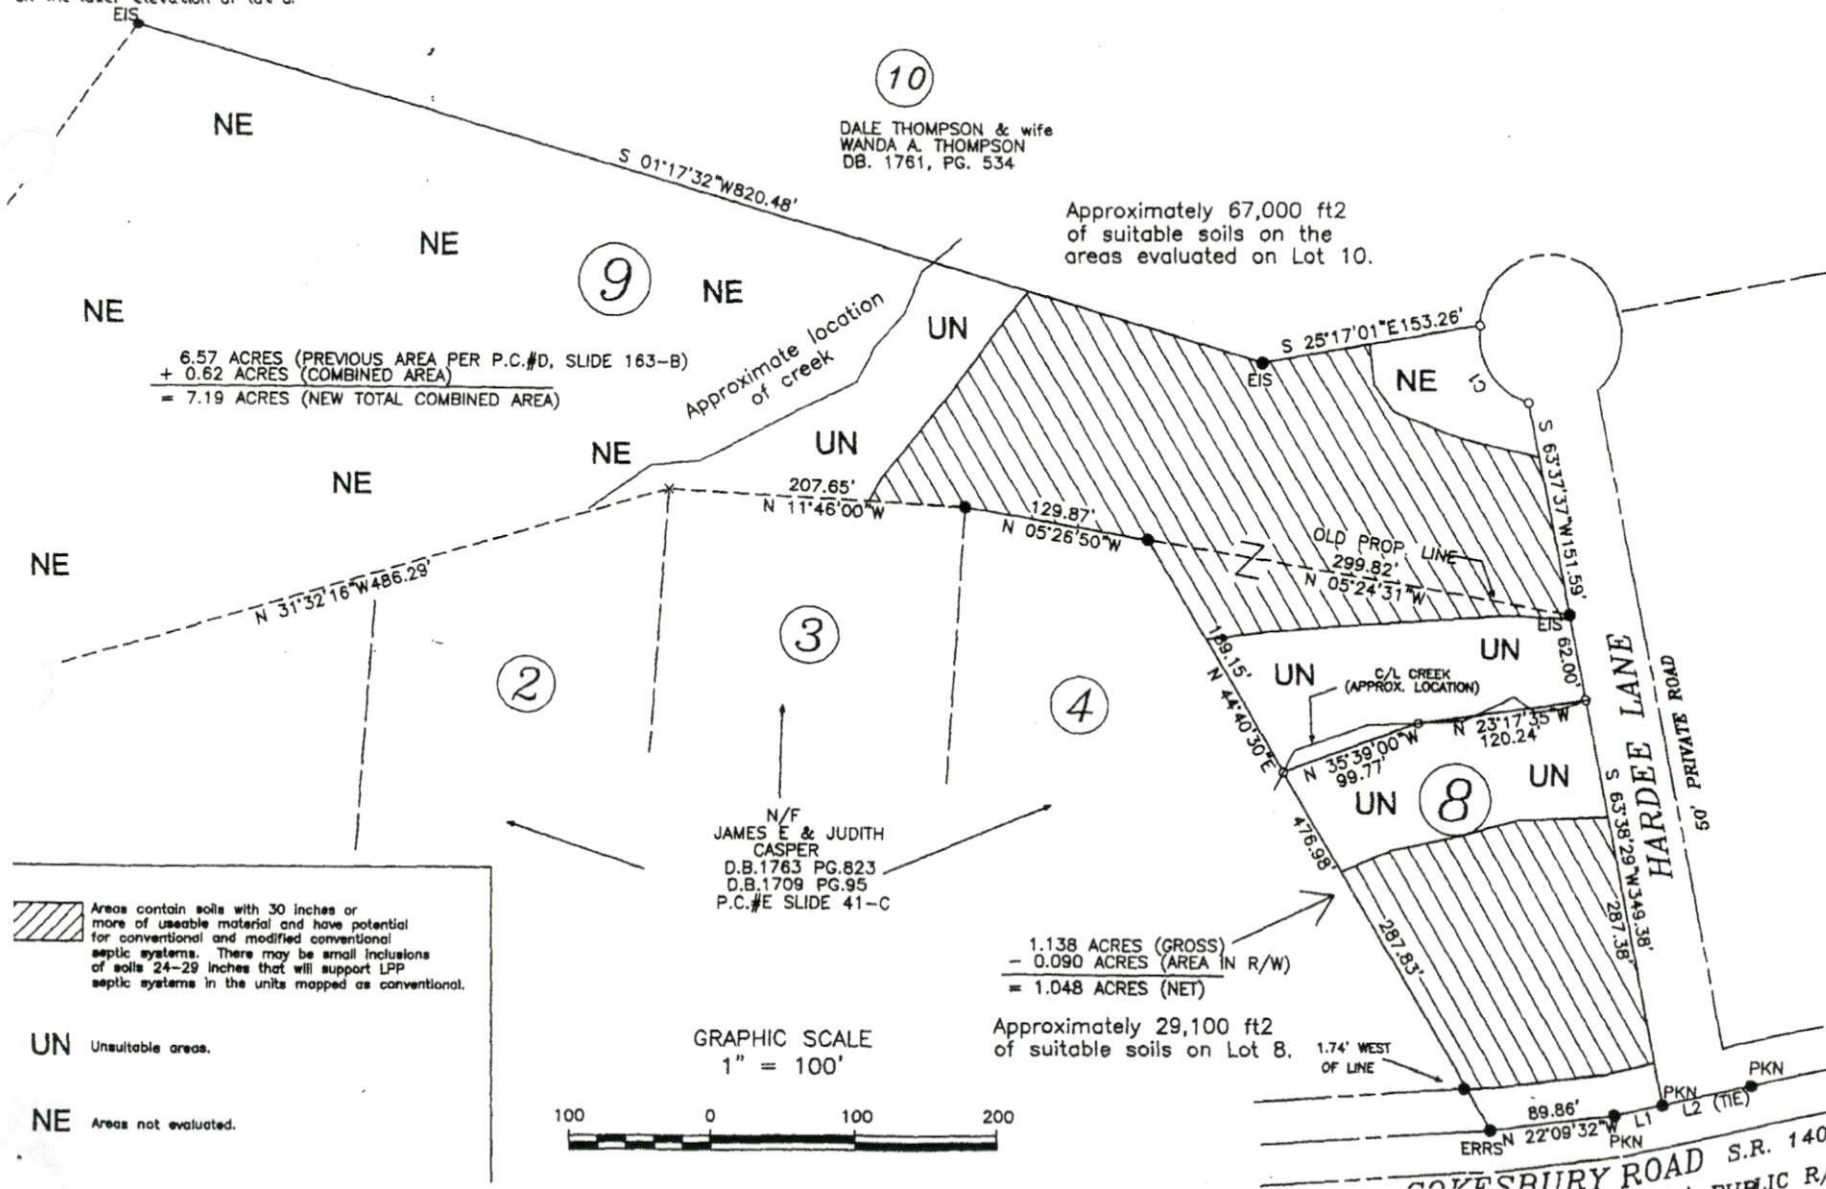 EIS
10
DALE THOMPSON & wife
WANDA A. THOMPSON
DB. 1761, PG. 534
NE
S 01°17'32"W820.48'
Approximately 67,000 ft2
of suitable soils on the
areas evaluated on Lot 10.
NE
9
NE
NE
UN
Approximate location
of creek
6.57 ACRES (PREVIOUS AREA PER P.C.#D, SLIDE 163-B)
+ 0.62 ACRES (COMBINED AREA)
= 7.19 ACRES (NEW TOTAL COMBINED AREA)
S 25°17'01"E153.26'
EIS
NE
C1
S 63°37'37"W151.59'
UN
NE
NE
NE
207.65'
N 11°46'00"W
129.87'
N 05°26'50"W
OLD PROP. LINE
299.82'
N 05°24'31"W
N 31°32'16"W486.29'
EIS
62.00'
2
3
4
189.15'
N 44°40'30"E
476.98'
287.83'
UN
UN
C/L CREEK
(APPROX. LOCATION)
N 35°39'00"W
99.77'
N 23°17'35"W
120.24'
UN
8
UN
S 63°38'29"W349.38'
287.38'
HARDEE LANE
50' PRIVATE ROAD
N/F
JAMES E & JUDITH
CASPER
D.B.1763 PG.823
D.B.1709 PG.95
P.C.#E SLIDE 41-C
Areas contain soils with 30 inches or
more of useable material and have potential
for conventional and modified conventional
septic systems. There may be small inclusions
of soils 24-29 inches that will support LPP
septic systems in the units mapped as conventional.
UN Unsuitable areas.
NE Areas not evaluated.
1.138 ACRES (GROSS)
- 0.090 ACRES (AREA IN R/W)
= 1.048 ACRES (NET)
Approximately 29,100 ft2
of suitable soils on Lot 8.
GRAPHIC SCALE
1" = 100'
100 0 100 200
1.74' WEST
OF LINE
89.86'
N 22°09'32"W
ERRS
PKN
L1
PKN
L2 (TIE)
PKN
ROAD S.R.